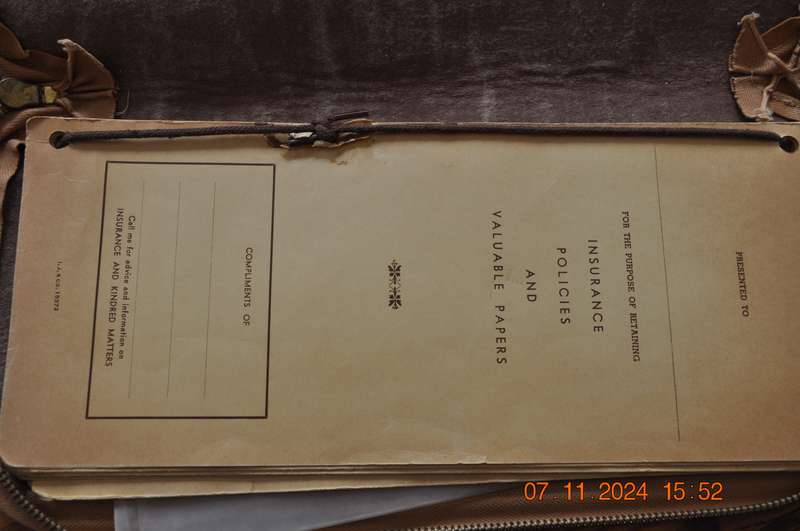 PRESENTED TO
FOR THE PURPOSE OF RETAINING
INSURANCE
POLICIES
AND
VALUABLE PAPERS
COMPLIMENTS OF
Call me for advice and information on
INSURANCE AND KINDRED MATTERS
07.11.2024 15:52